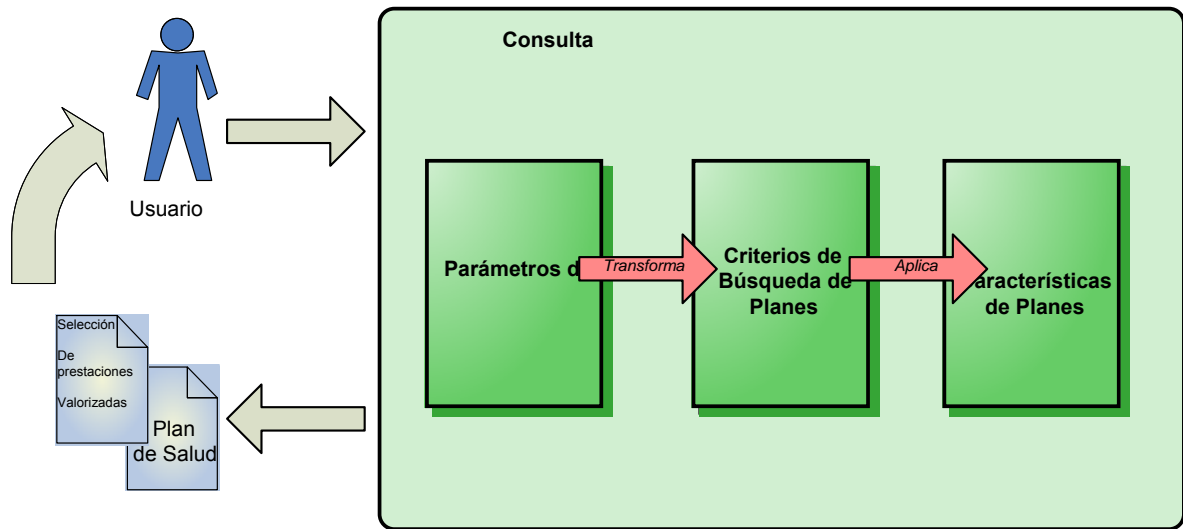 Consulta
Usuario
Parámetros d
Transforma
Criterios de
Búsqueda de
Planes
Aplica
aracterísticas
de Planes
Selección
De
prestaciones
Valorizadas
Plan
de Salud